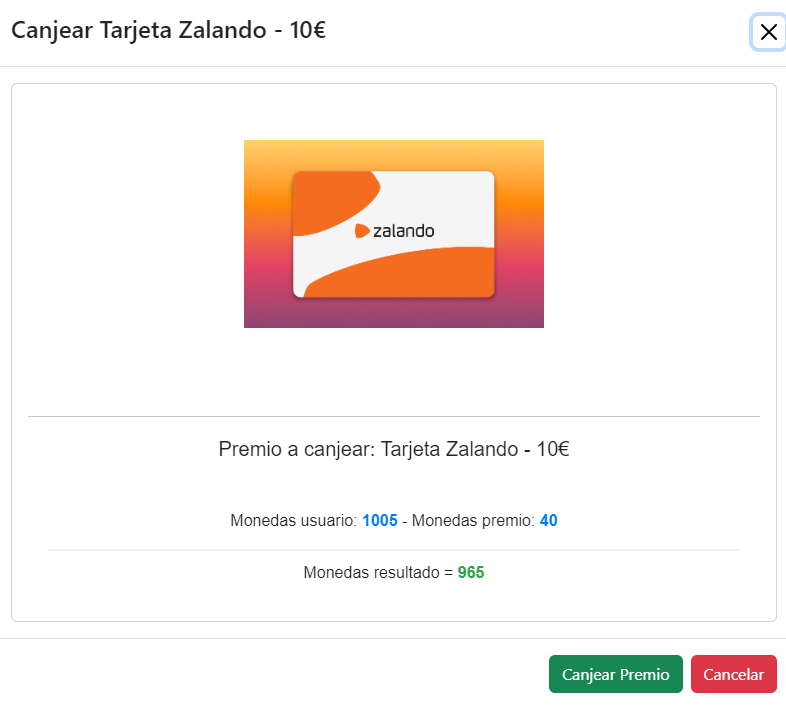 Canjear Tarjeta Zalando - 10€
zalando
Premio a canjear: Tarjeta Zalando - 10€
Monedas usuario: 1005 - Monedas premio: 40
Monedas resultado = 965
Canjear Premio Cancelar